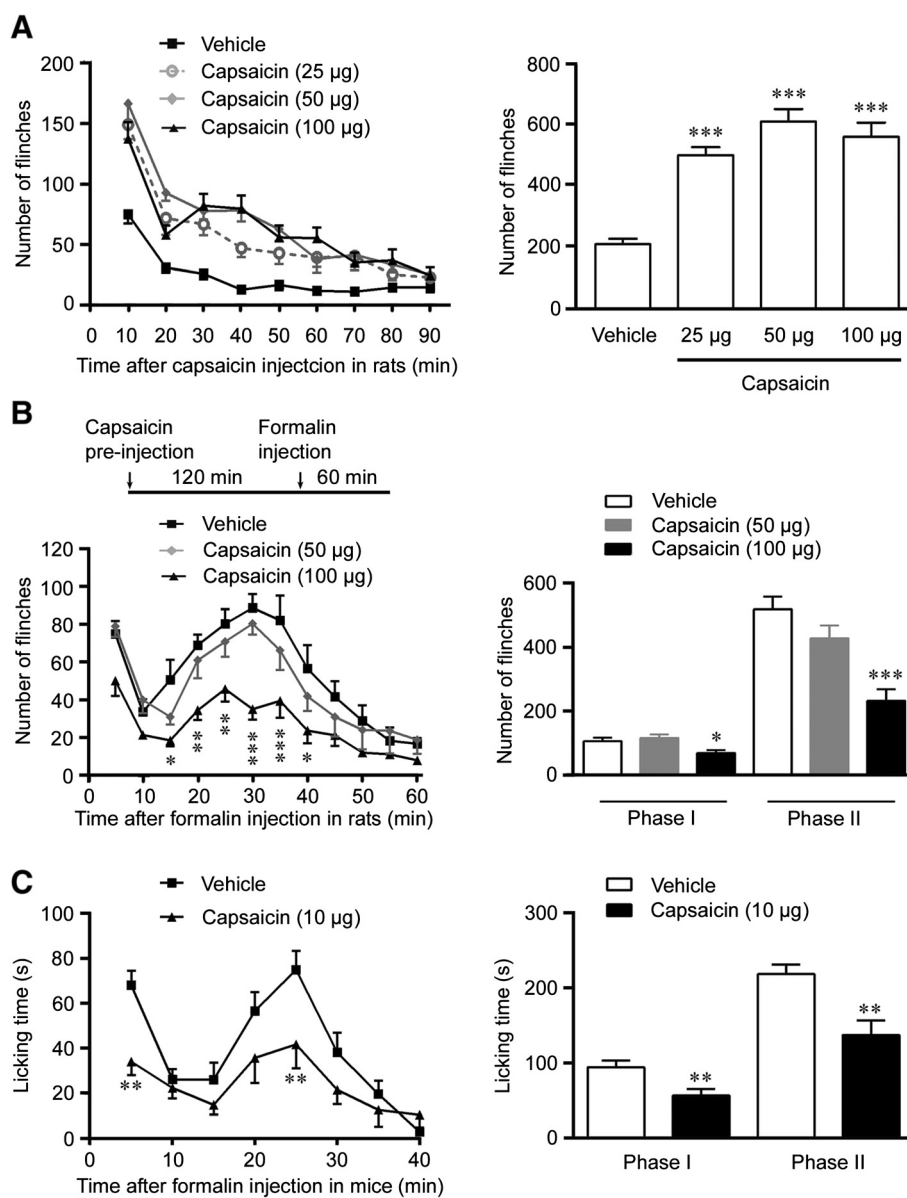 A
Vehicle
Capsaicin (25 µg)
Capsaicin (50 µg)
Capsaicin (100 µg)
Number of flinches
200
150
100
50
0
0 10 20 30 40 50 60 70 80 90
Time after capsaicin injectcion in rats (min)
Number of flinches
800
600
400
200
0
*** *** ***
Vehicle 25 µg 50 µg 100 µg
Capsaicin
B
Capsaicin
pre-injection
Formalin
injection
120 min 60 min
Vehicle
Capsaicin (50 µg)
Capsaicin (100 µg)
Number of flinches
120
100
80
60
40
20
0
* ** ** *** *** *
0 10 20 30 40 50 60
Time after formalin injection in rats (min)
Vehicle
Capsaicin (50 µg)
Capsaicin (100 µg)
Number of flinches
600
400
200
0
* ***
Phase I Phase II
C
Vehicle
Capsaicin (10 µg)
Licking time (s)
100
80
60
40
20
0
** **
0 10 20 30 40
Time after formalin injection in mice (min)
Vehicle
Capsaicin (10 µg)
Licking time (s)
300
200
100
0
** **
Phase I Phase II